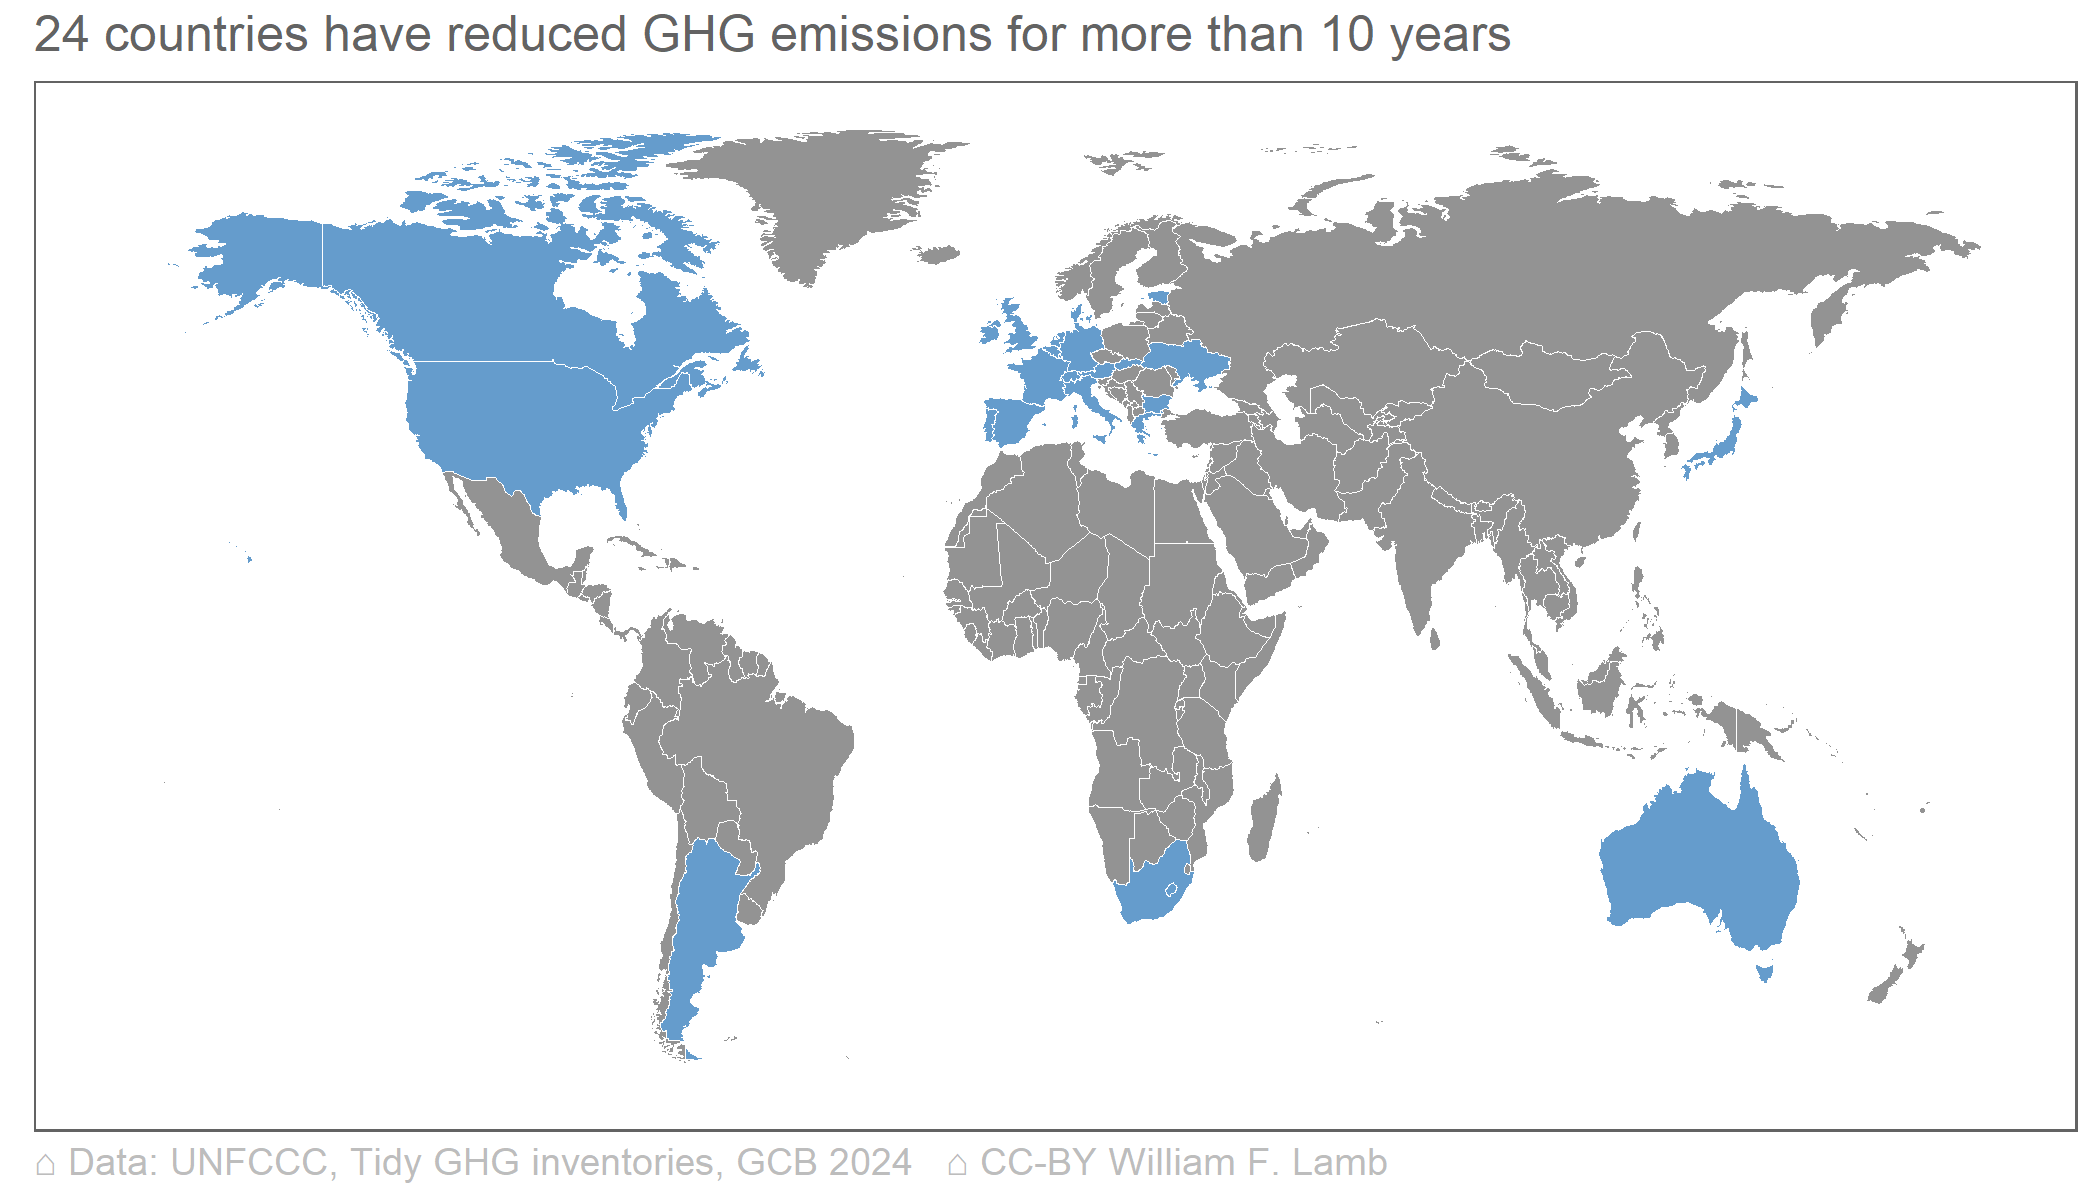 24 countries have reduced GHG emissions for more than 10 years
⌂ Data: UNFCCC, Tidy GHG inventories, GCB 2024 ⌂ CC-BY William F. Lamb